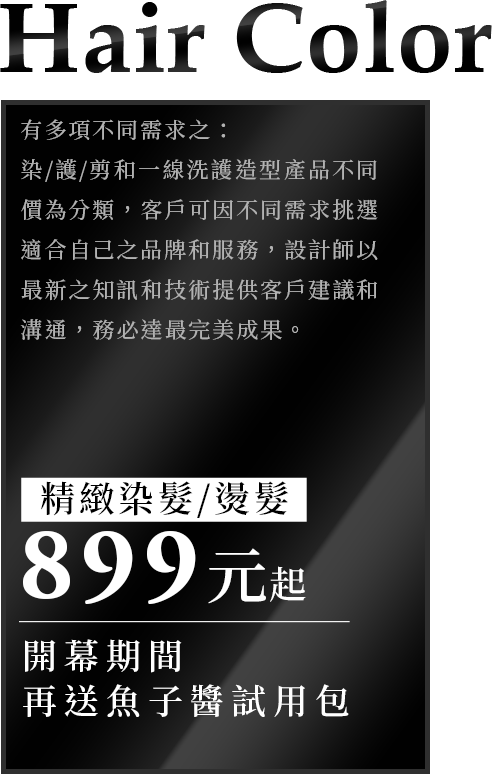 Hair Color
有多項不同需求之：
染/護/剪和一線洗護造型產品不同
價為分類，客戶可因不同需求挑選
適合自己之品牌和服務，設計師以
最新之知訊和技術提供客戶建議和
溝通，務必達最完美成果。
精緻染髮/燙髮
899元起
開幕期間
再送魚子醬試用包